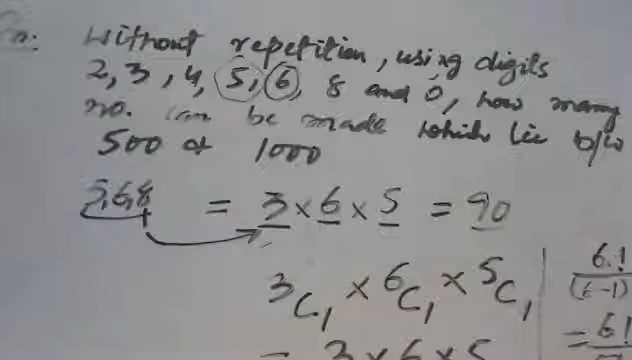 Qn: Without repetition, using digits
2, 3, 4, 5, 6, 8 and 0, how many
no. can be made which lie b/w
500 & 1000
5,6,8 = 3 × 6 × 5 = 90
3C1 × 6C1 × 5C1 | 6! / (6-1)
= 3 × 6 × 5 = 6!